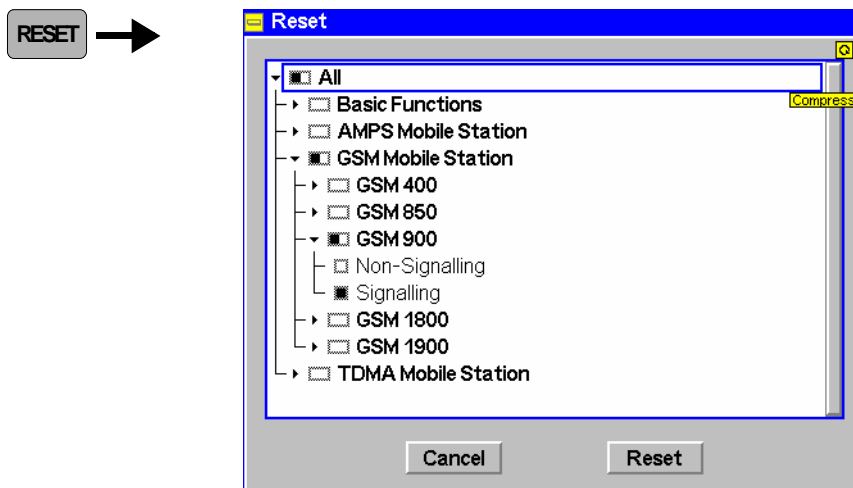 RESET
Reset
All
Compress
Basic Functions
AMPS Mobile Station
GSM Mobile Station
GSM 400
GSM 850
GSM 900
Non-Signalling
Signalling
GSM 1800
GSM 1900
TDMA Mobile Station
Cancel
Reset